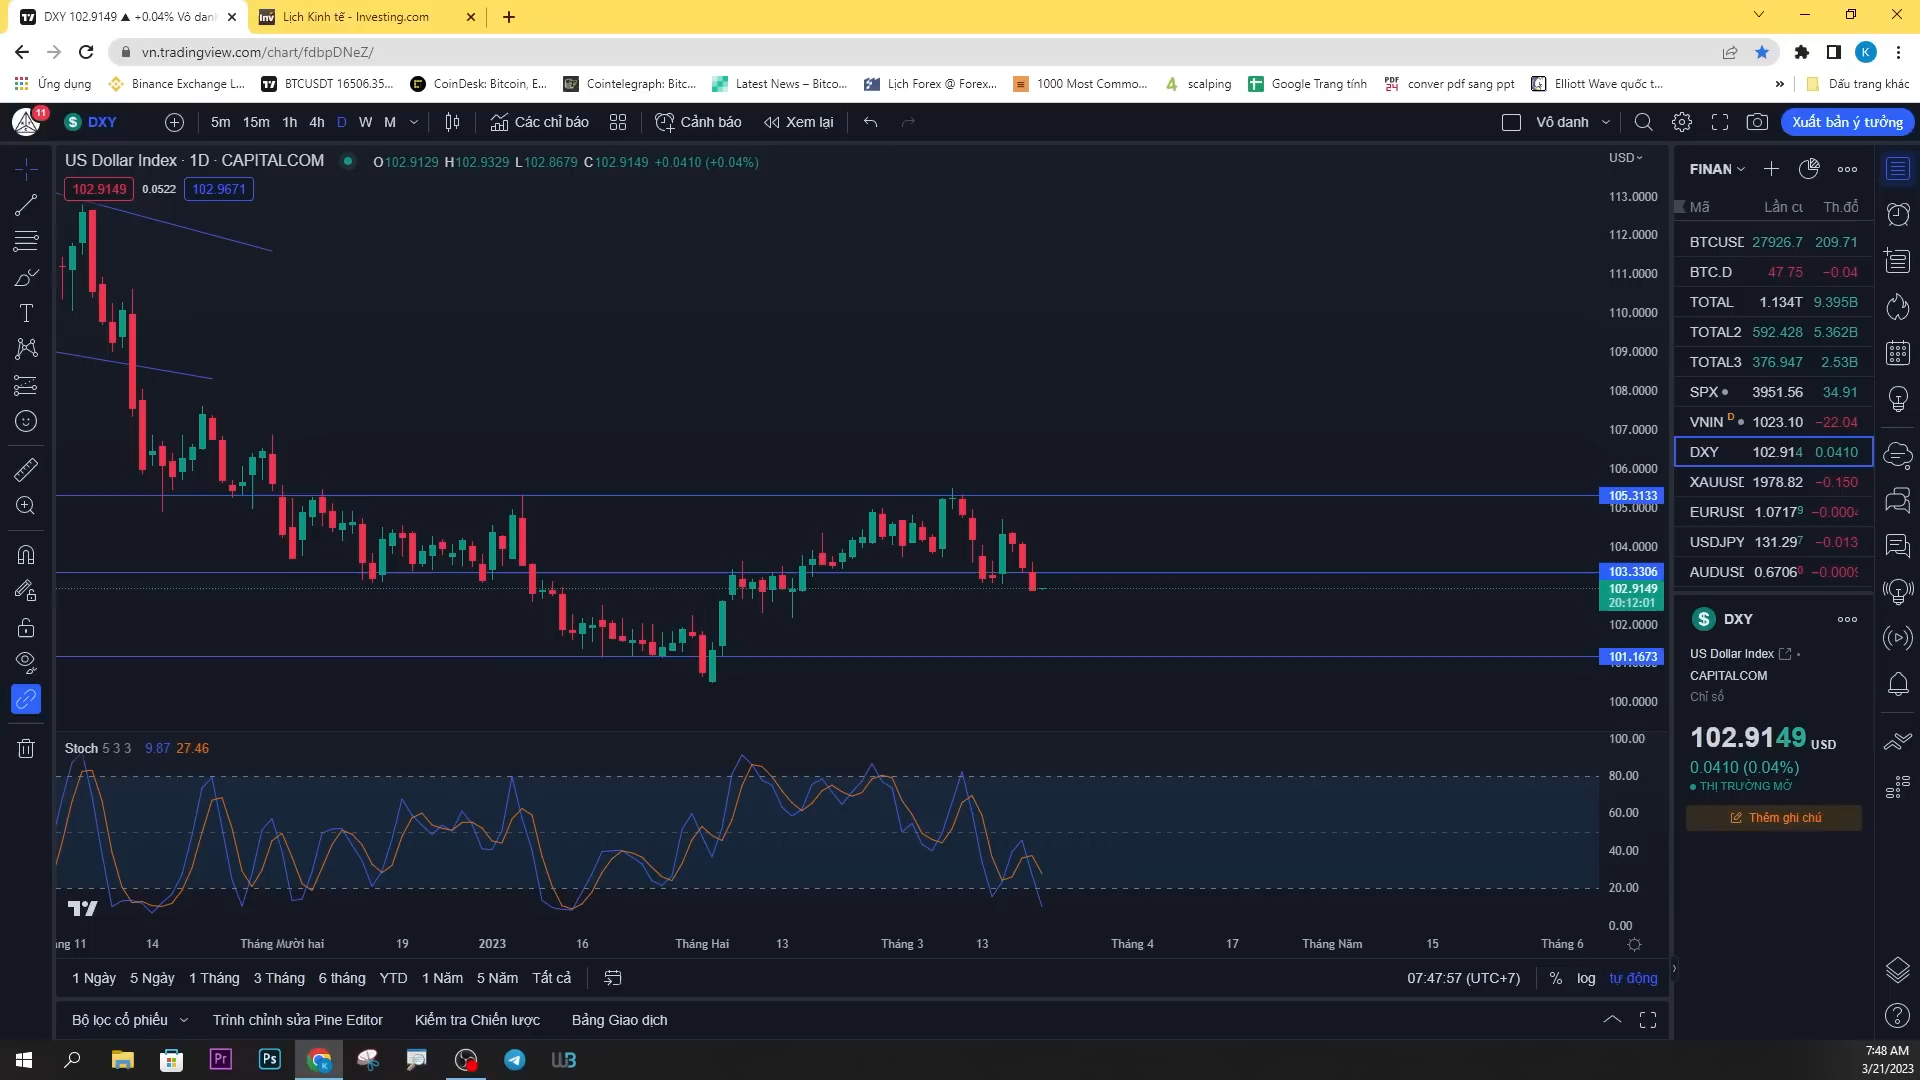 DXY 102.9149 ▲ +0.04% Vô danh
Lịch Kinh tế - Investing.com
vn.tradingview.com/chart/fdbpDNeZ/
K
Ứng dụng
Binance Exchange L...
BTCUSDT 16506.35...
CoinDesk: Bitcoin, E...
Cointelegraph: Bitc...
Latest News – Bitco...
Lịch Forex @ Forex...
1000 Most Commo...
scalping
Google Trang tính
conver pdf sang ppt
Elliott Wave quốc t...
»
Dấu trang khác
11
DXY
5m 15m 1h 4h D W M
Các chỉ báo
Cảnh báo
Xem lại
Vô danh
Xuất bản ý tưởng
US Dollar Index · 1D · CAPITALCOM
O102.9129 H102.9329 L102.8679 C102.9149 +0.0410 (+0.04%)
102.9149 0.0522 102.9671
USD
113.0000
112.0000
111.0000
110.0000
109.0000
108.0000
107.0000
106.0000
105.3133
105.0000
104.0000
103.3306
102.9149
20:12:01
102.0000
101.1673
100.0000
Stoch 5 3 3 9.87 27.46
100.00
80.00
60.00
40.00
20.00
0.00
14 Tháng Mười hai 19 2023 16 Tháng Hai 13 Tháng 3 13 Tháng 4 17 Tháng Năm 15 Tháng 6
1 Ngày 5 Ngày 1 Tháng 3 Tháng 6 tháng YTD 1 Năm 5 Năm Tất cả
07:47:57 (UTC+7) % log tự động
Bộ lọc cổ phiếu
Trình chỉnh sửa Pine Editor
Kiểm tra Chiến lược
Bảng Giao dịch
FINAN
Mã Lần cu Th.đổ
BTCUSD 27926.7 209.71
BTC.D 47.75 −0.04
TOTAL 1.134T 9.395B
TOTAL2 592.428 5.362B
TOTAL3 376.947 2.53B
SPX 3951.56 34.91
VNIN D 1023.10 −22.04
DXY 102.914 0.0410
XAUUSD 1978.82 −0.150
EURUSD 1.07179 −0.0004
USDJPY 131.297 −0.013
AUDUSD 0.67060 −0.0009
DXY
US Dollar Index
CAPITALCOM
Chỉ số
102.9149 USD
0.0410 (0.04%)
THỊ TRƯỜNG MỞ
Thêm ghi chú
7:48 AM
3/21/2023